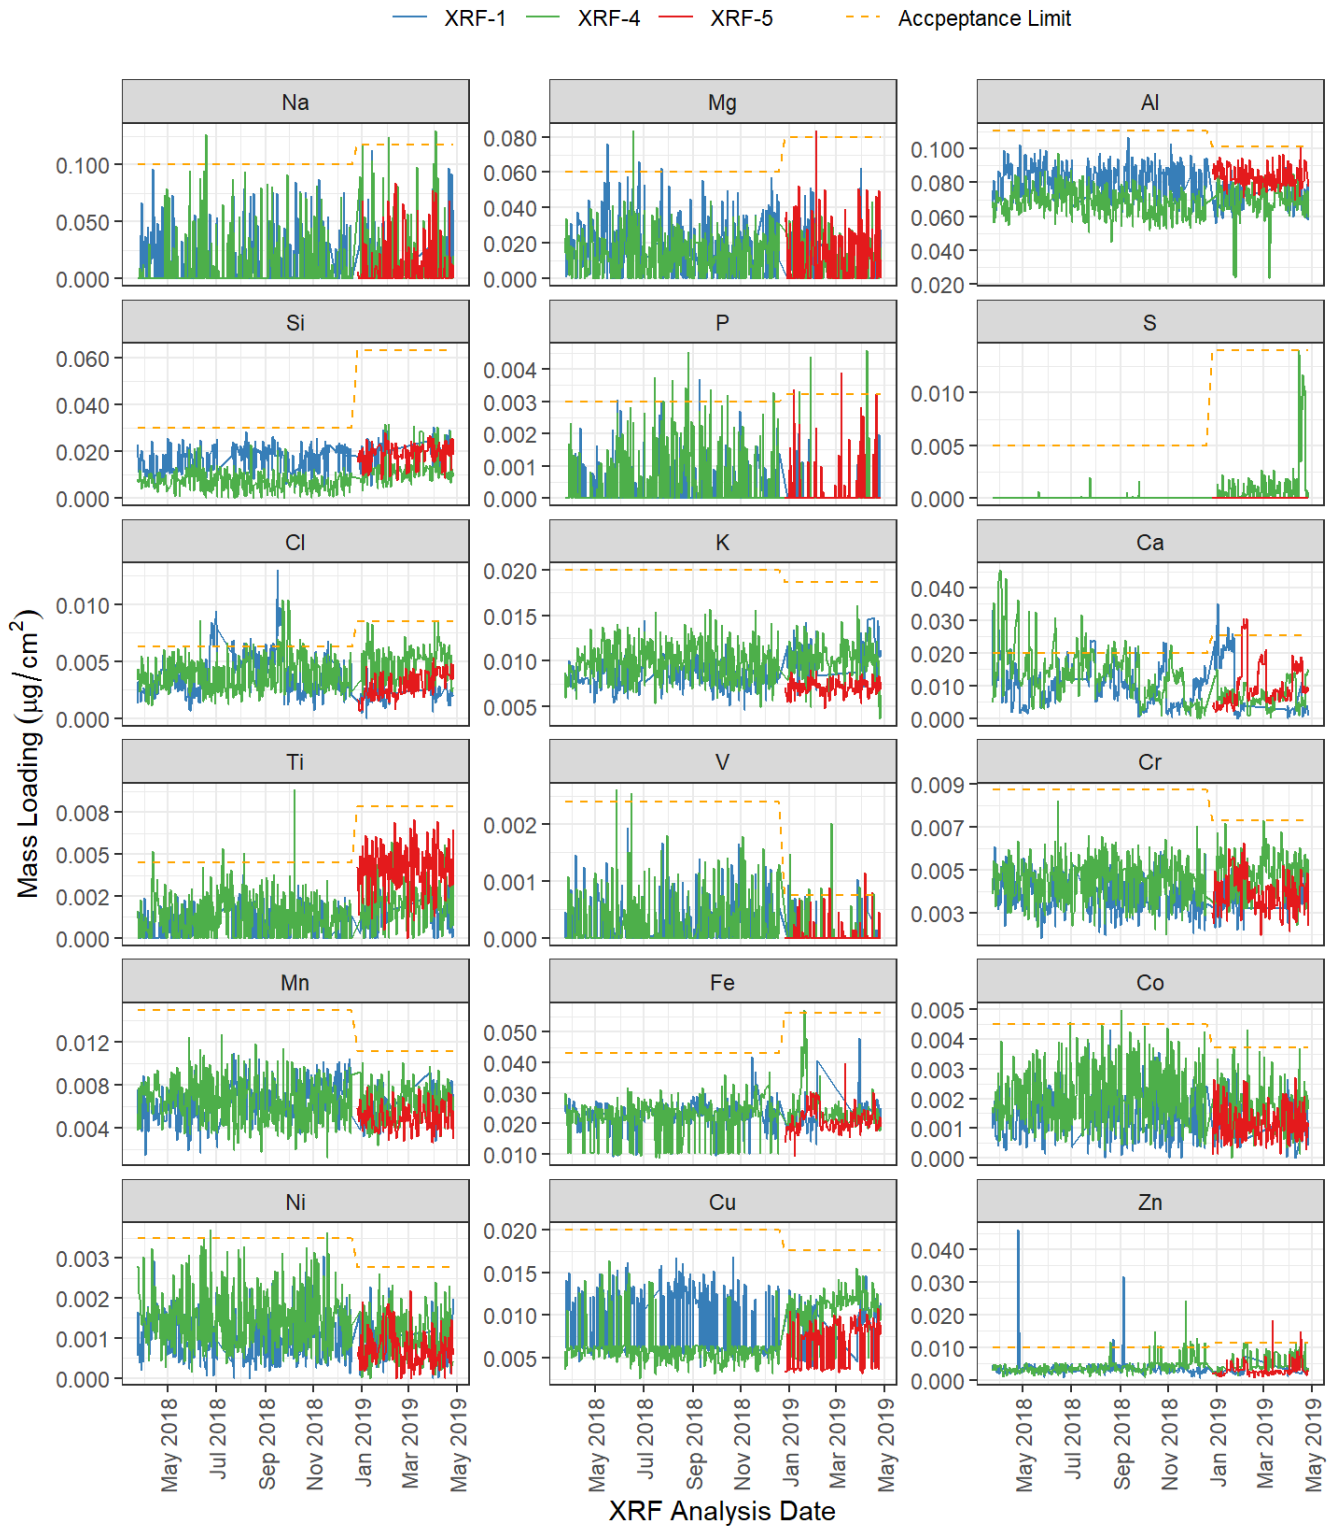 XRF-1 XRF-4 XRF-5 Accpeptance Limit
Na Mg Al
0.100 0.050 0.000
0.080 0.060 0.040 0.020 0.000
0.100 0.080 0.060 0.040 0.020
Si P S
0.060 0.040 0.020 0.000
0.004 0.003 0.002 0.001 0.000
0.010 0.005 0.000
Cl K Ca
0.010 0.005 0.000
0.020 0.015 0.010 0.005
0.040 0.030 0.020 0.010 0.000
Ti V Cr
0.008 0.005 0.002 0.000
0.002 0.001 0.000
0.009 0.007 0.005 0.003
Mn Fe Co
0.012 0.008 0.004
0.050 0.040 0.030 0.020 0.010
0.005 0.004 0.003 0.002 0.001 0.000
Ni Cu Zn
0.003 0.002 0.001 0.000
0.020 0.015 0.010 0.005
0.040 0.030 0.020 0.010 0.000
May 2018 Jul 2018 Sep 2018 Nov 2018 Jan 2019 Mar 2019 May 2019
May 2018 Jul 2018 Sep 2018 Nov 2018 Jan 2019 Mar 2019 May 2019
May 2018 Jul 2018 Sep 2018 Nov 2018 Jan 2019 Mar 2019 May 2019
Mass Loading (μg/cm²)
XRF Analysis Date